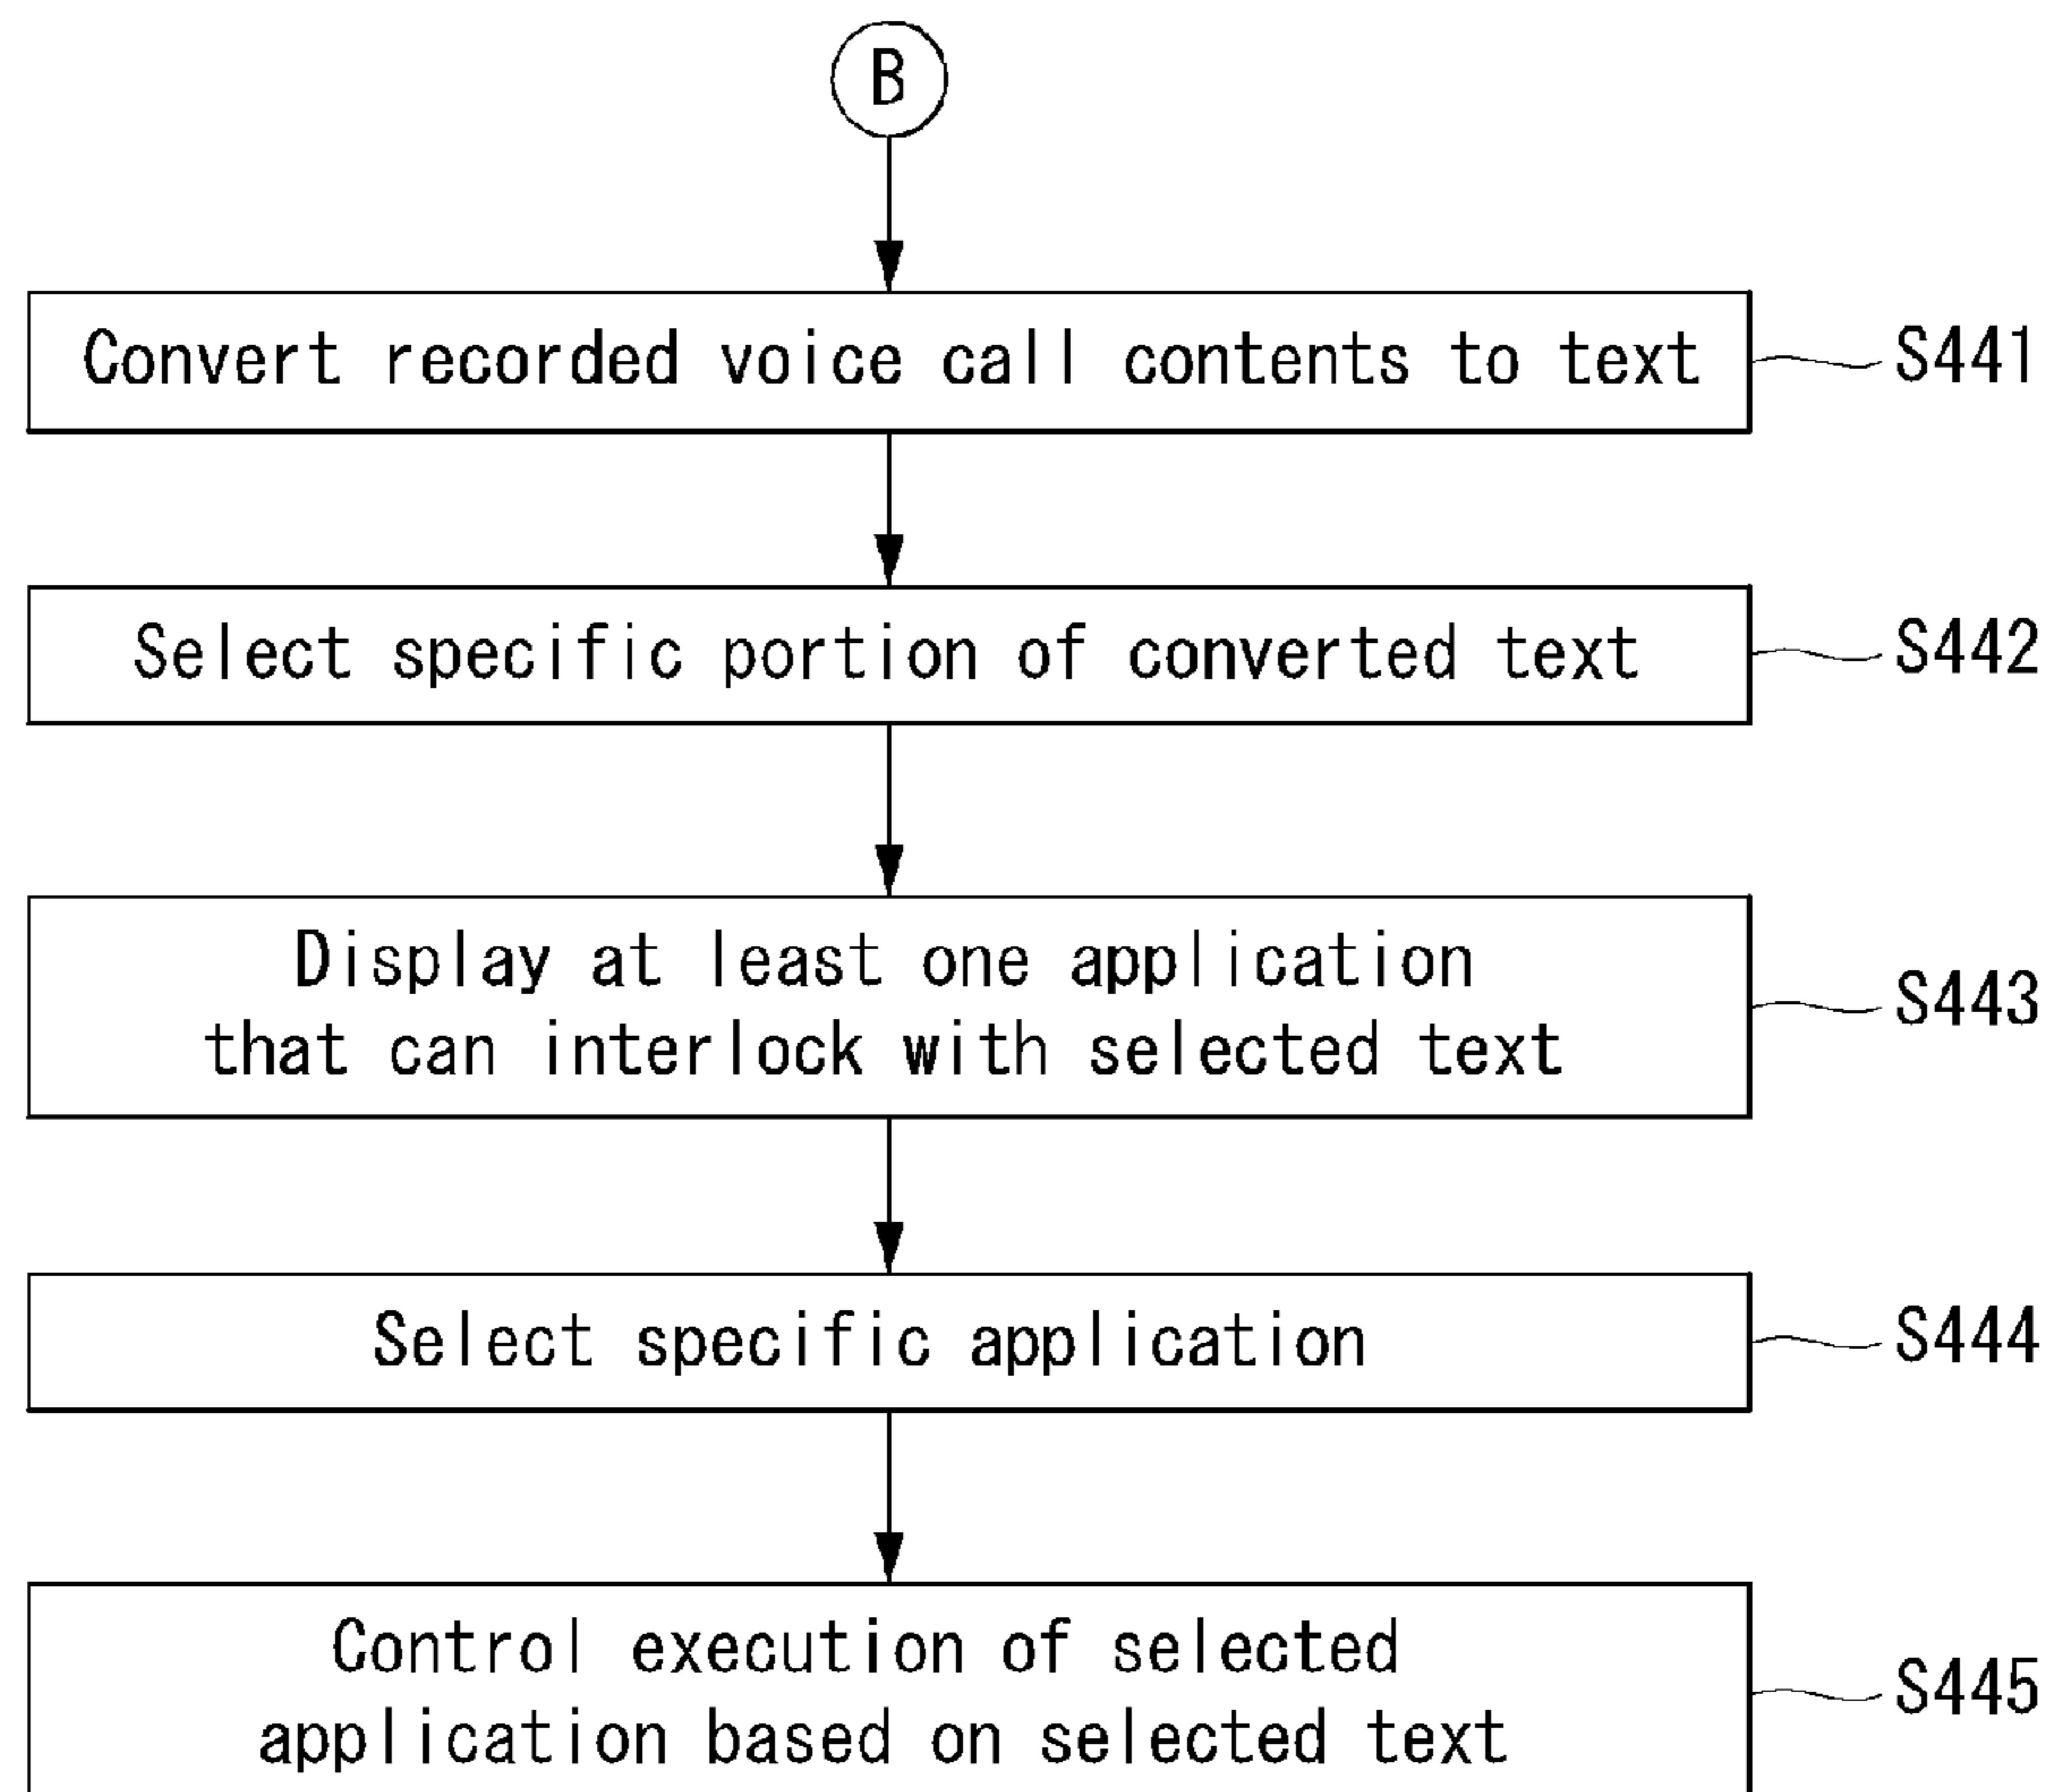 B
Convert recorded voice call contents to text
S441
Select specific portion of converted text
S442
Display at least one application
that can interlock with selected text
S443
Select specific application
S444
Control execution of selected
application based on selected text
S445